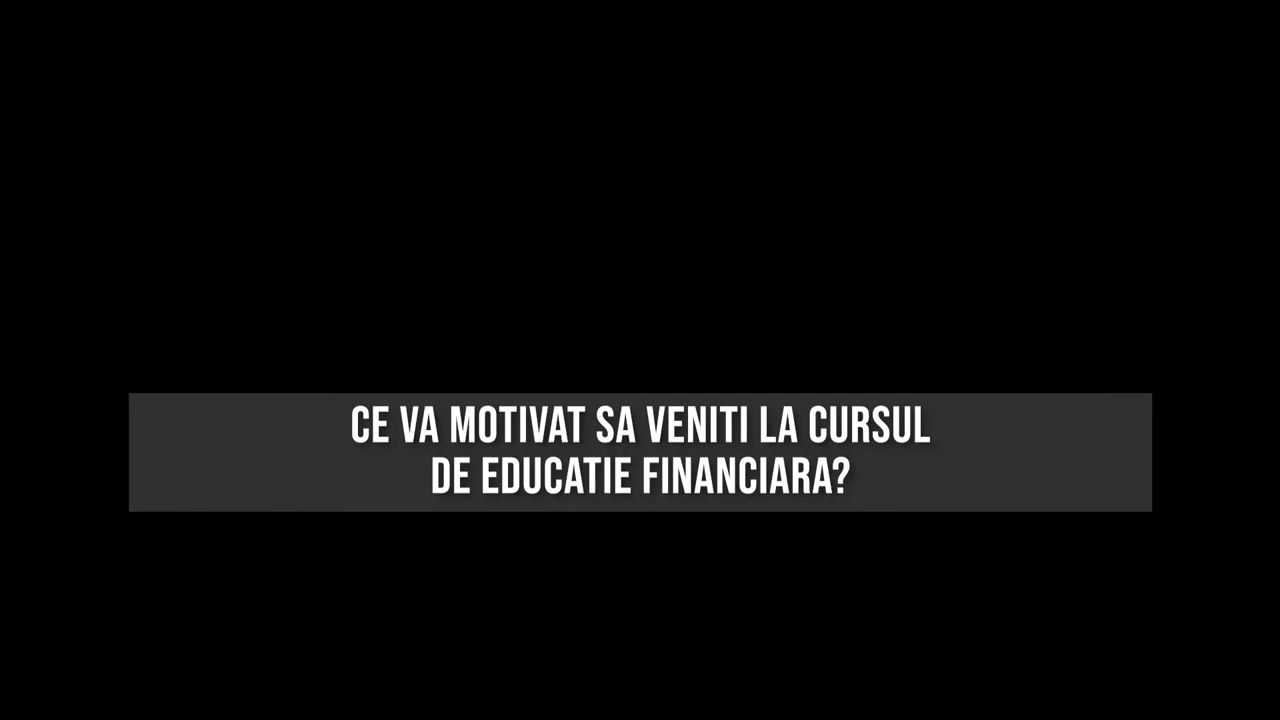 CE VA MOTIVAT SA VENITI LA CURSUL
DE EDUCATIE FINANCIARA?